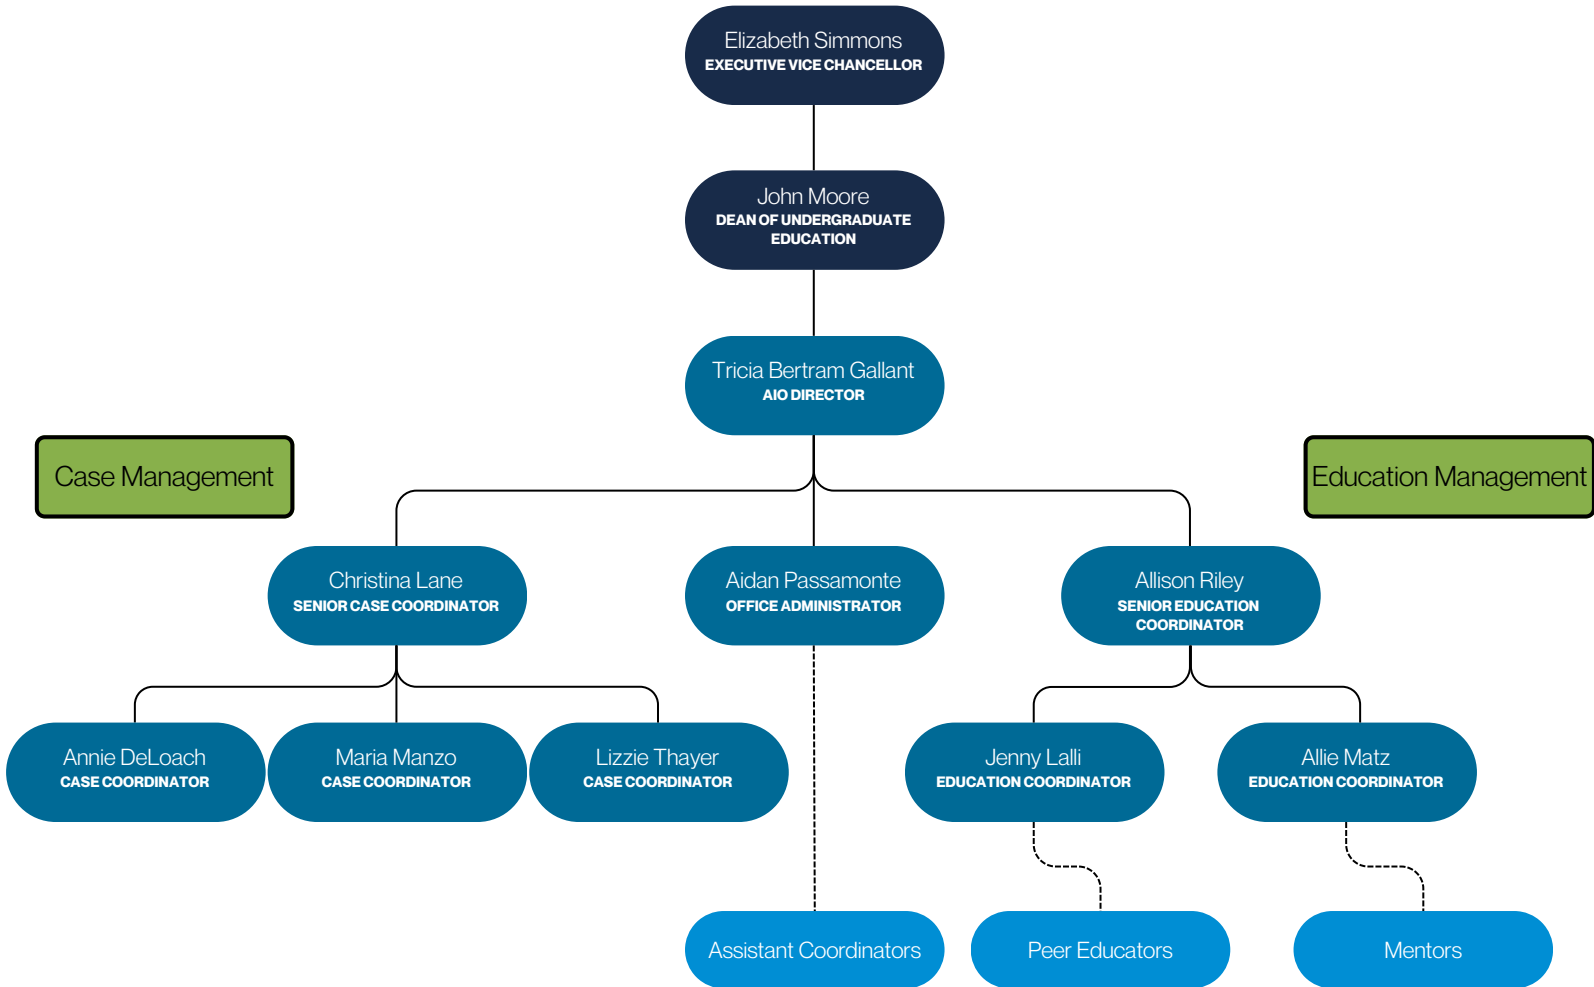 Elizabeth Simmons
EXECUTIVE VICE CHANCELLOR
John Moore
DEAN OF UNDERGRADUATE
EDUCATION
Tricia Bertram Gallant
AIO DIRECTOR
Case Management
Education Management
Christina Lane
SENIOR CASE COORDINATOR
Aidan Passamonte
OFFICE ADMINISTRATOR
Allison Riley
SENIOR EDUCATION
COORDINATOR
Annie DeLoach
CASE COORDINATOR
Maria Manzo
CASE COORDINATOR
Lizzie Thayer
CASE COORDINATOR
Jenny Lalli
EDUCATION COORDINATOR
Allie Matz
EDUCATION COORDINATOR
Assistant Coordinators
Peer Educators
Mentors